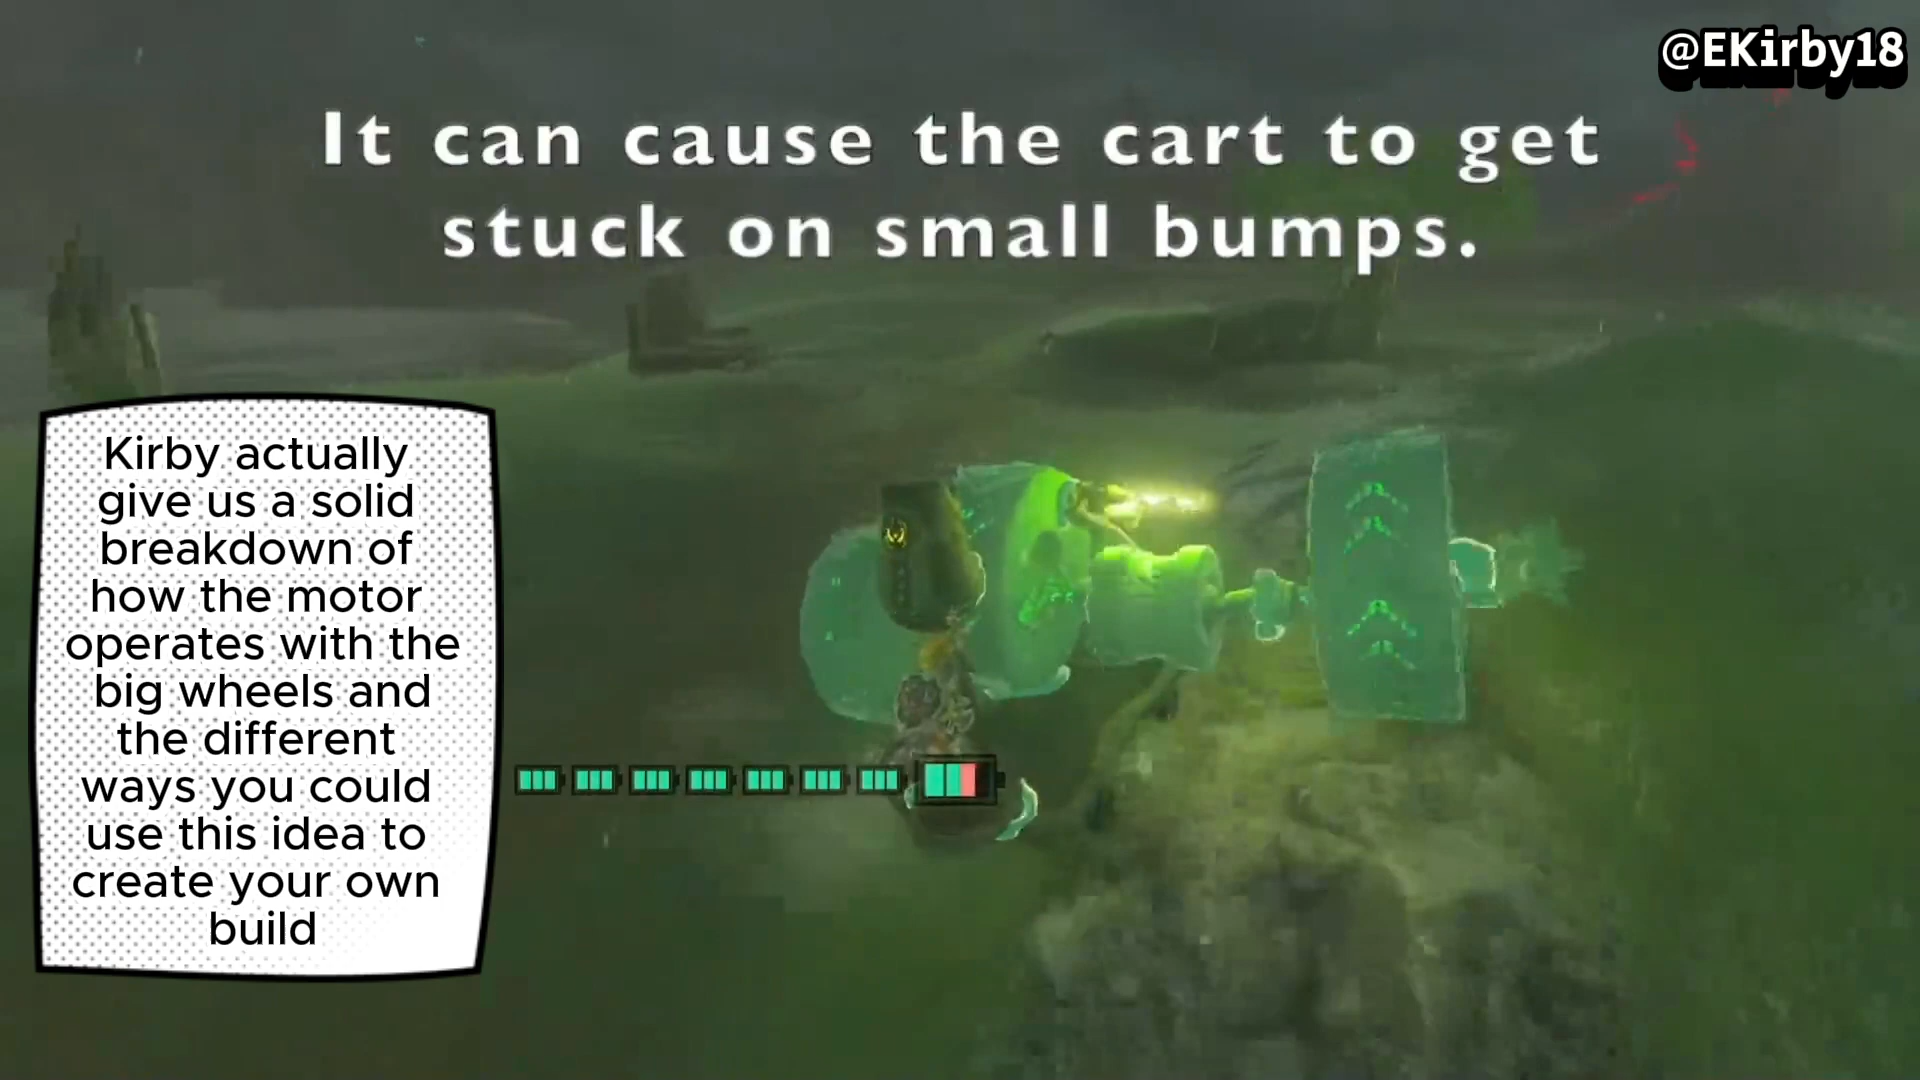 @EKirby18
It can cause the cart to get
stuck on small bumps.
Kirby actually
give us a solid
breakdown of
how the motor
operates with the
big wheels and
the different
ways you could
use this idea to
create your own
build